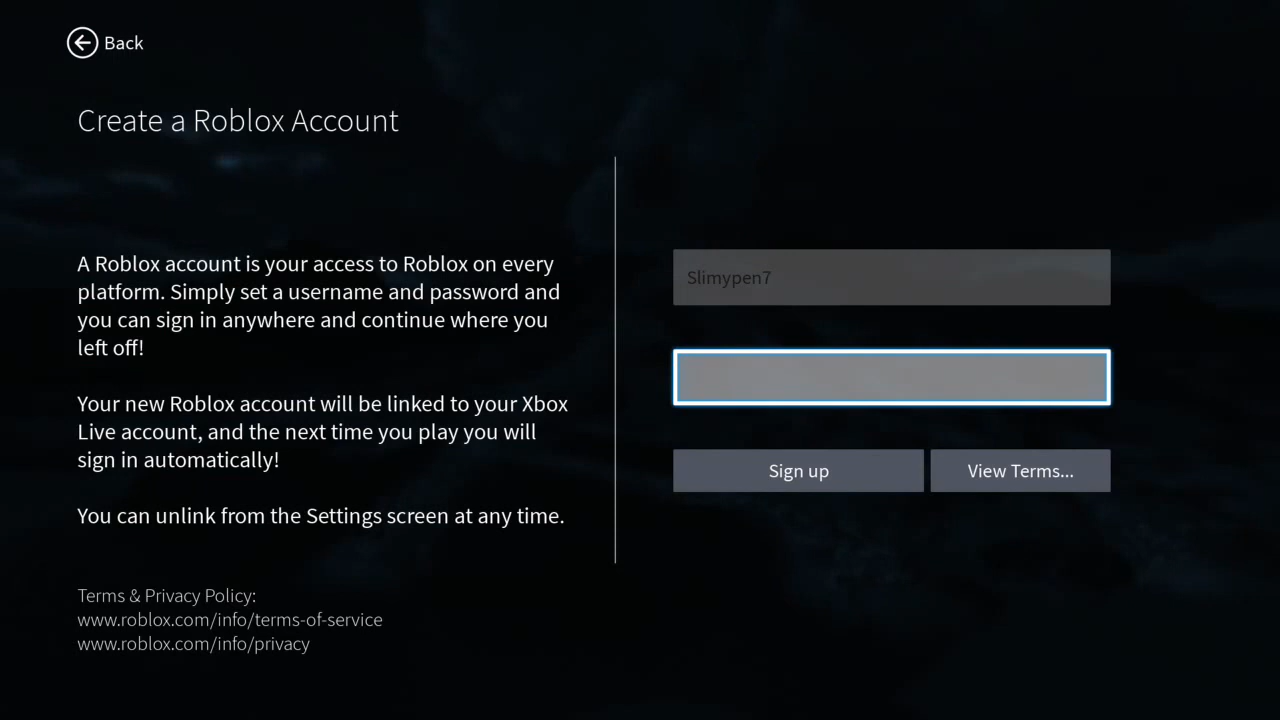 Back
Create a Roblox Account
A Roblox account is your access to Roblox on every
platform. Simply set a username and password and
you can sign in anywhere and continue where you
left off!
Your new Roblox account will be linked to your Xbox
Live account, and the next time you play you will
sign in automatically!
You can unlink from the Settings screen at any time.
Terms & Privacy Policy:
www.roblox.com/info/terms-of-service
www.roblox.com/info/privacy
Slimypen7
Sign up
View Terms...